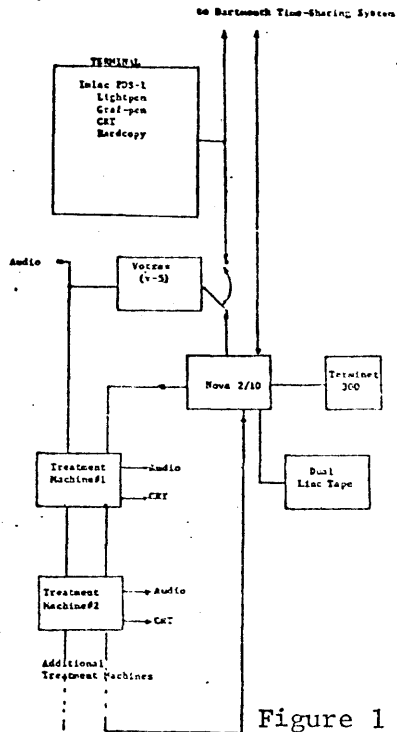 to Dartmouth Time-Sharing System
TERMINAL
Imlac PDS-1
Lightpen
Graf-pen
CRT
Hardcopy
Audio
Votrax
(v-5)
Nova 2/10
Terminet
300
Dual
Linc Tape
Treatment
Machine#1
Audio
CRT
Treatment
Machine#2
Audio
CRT
Additional
Treatment Machines
Figure 1